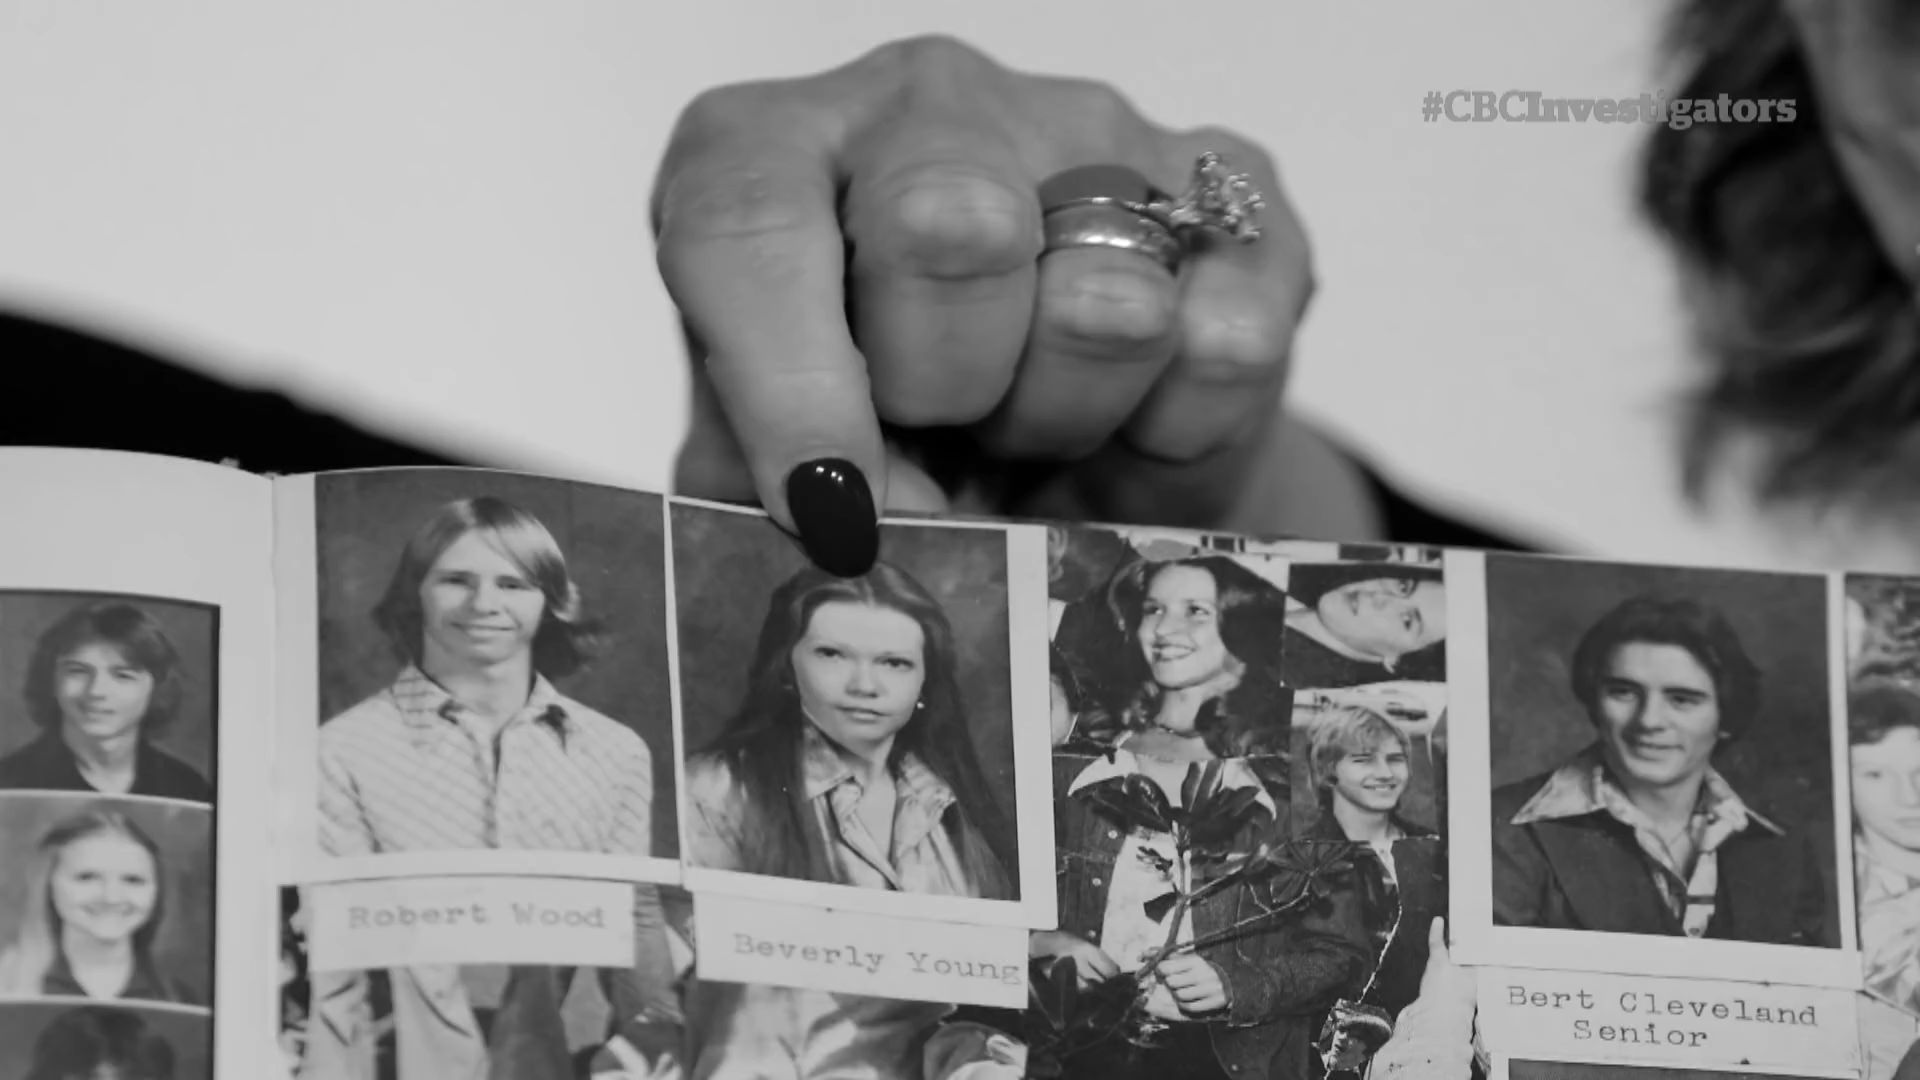 #CBCInvestigators
Robert Wood
Beverly Young
Bert Cleveland
Senior